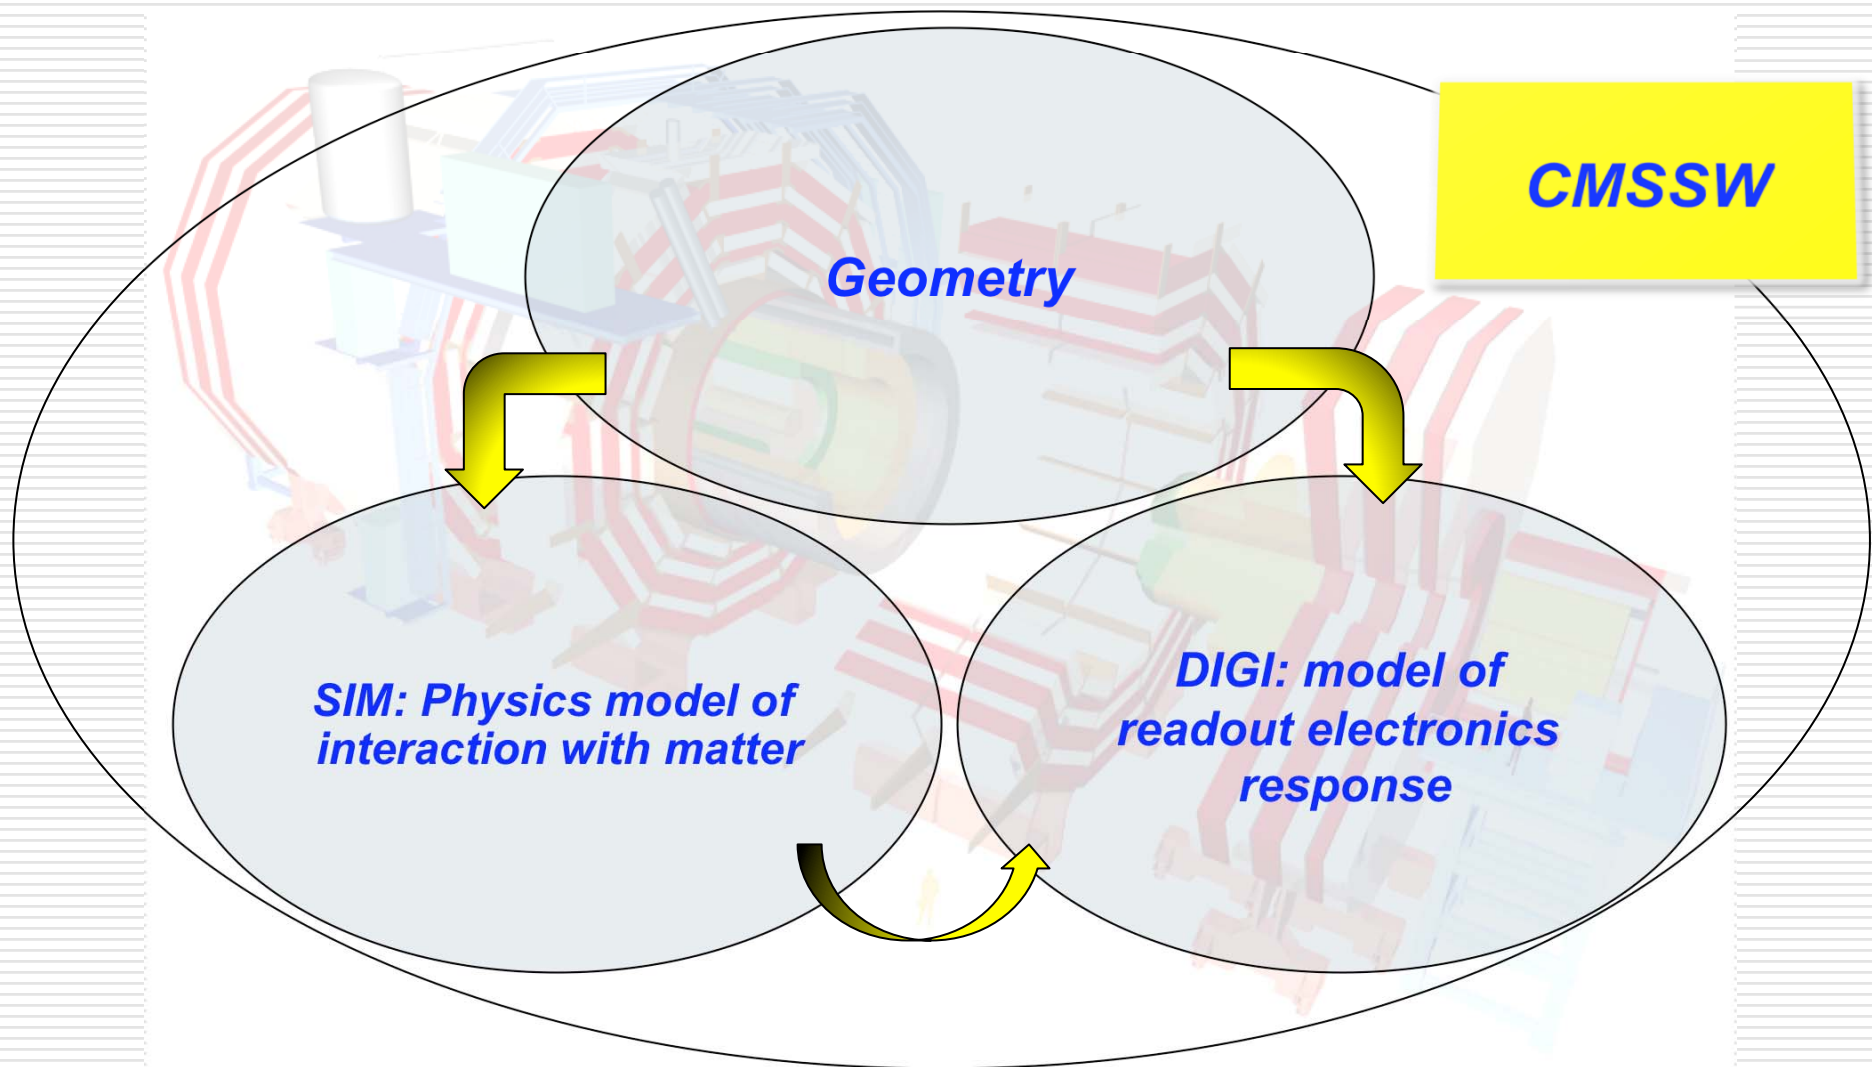 CMSSW
Geometry
SIM: Physics model of
interaction with matter
DIGI: model of
readout electronics
response